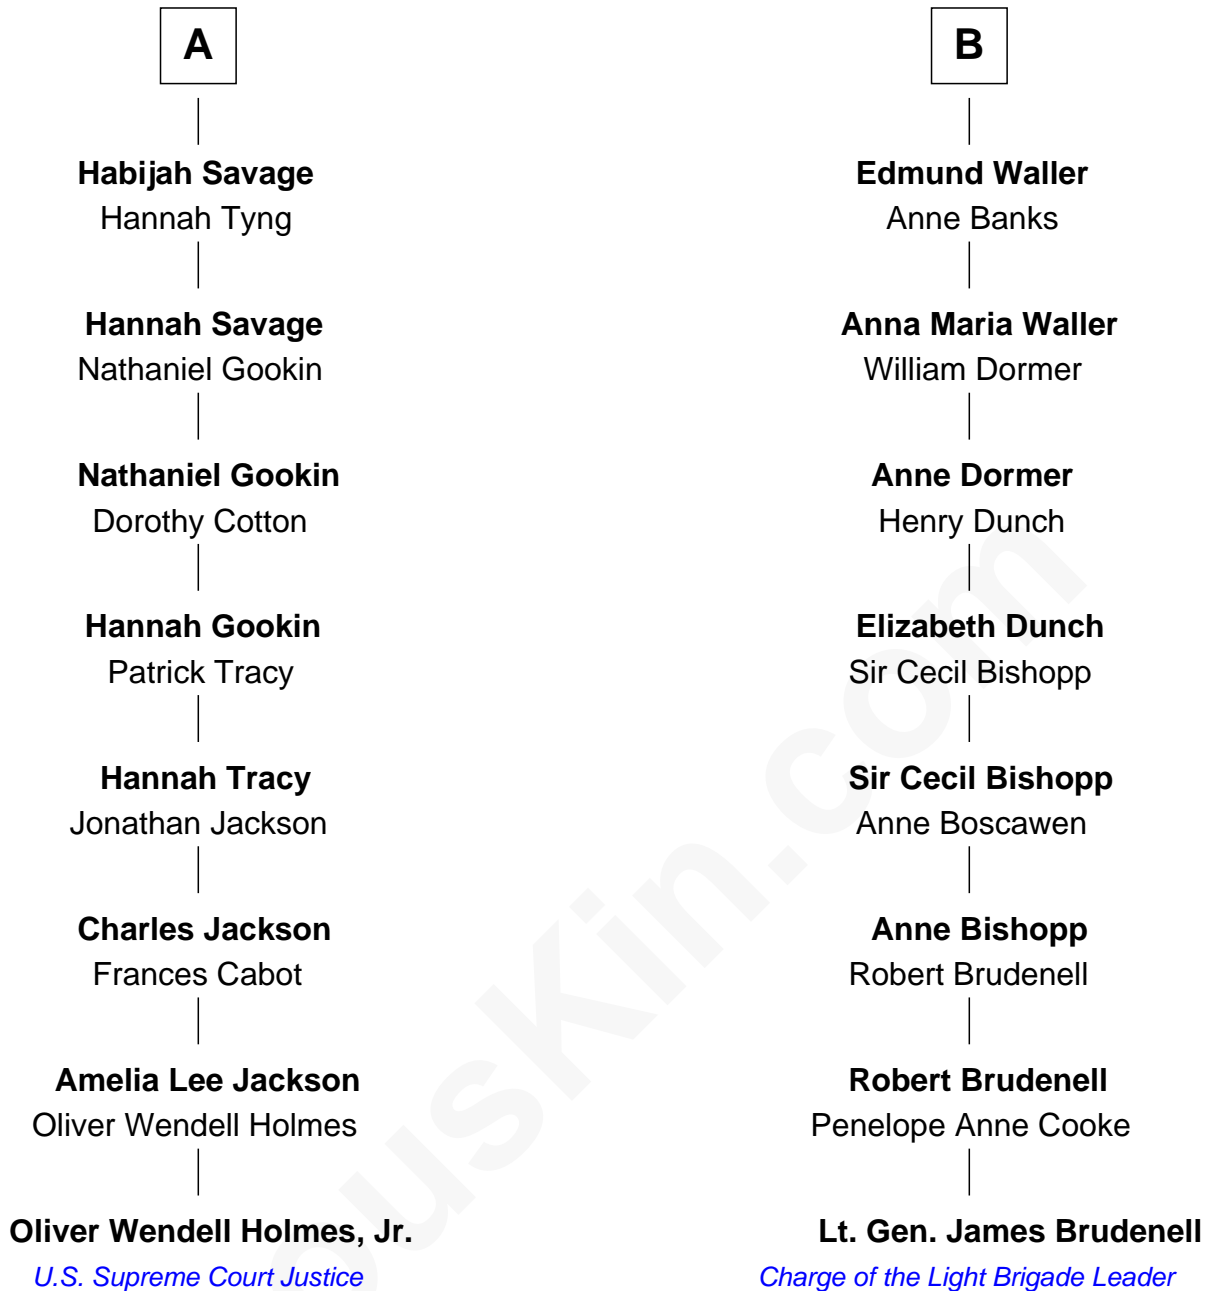 A
Habijah Savage
Hannah Tyng
Hannah Savage
Nathaniel Gookin
Nathaniel Gookin
Dorothy Cotton
Hannah Gookin
Patrick Tracy
Hannah Tracy
Jonathan Jackson
Charles Jackson
Frances Cabot
Amelia Lee Jackson
Oliver Wendell Holmes
Oliver Wendell Holmes, Jr.
U.S. Supreme Court Justice
B
Edmund Waller
Anne Banks
Anna Maria Waller
William Dormer
Anne Dormer
Henry Dunch
Elizabeth Dunch
Sir Cecil Bishopp
Sir Cecil Bishopp
Anne Boscawen
Anne Bishopp
Robert Brudenell
Robert Brudenell
Penelope Anne Cooke
Lt. Gen. James Brudenell
Charge of the Light Brigade Leader
ousKin.com